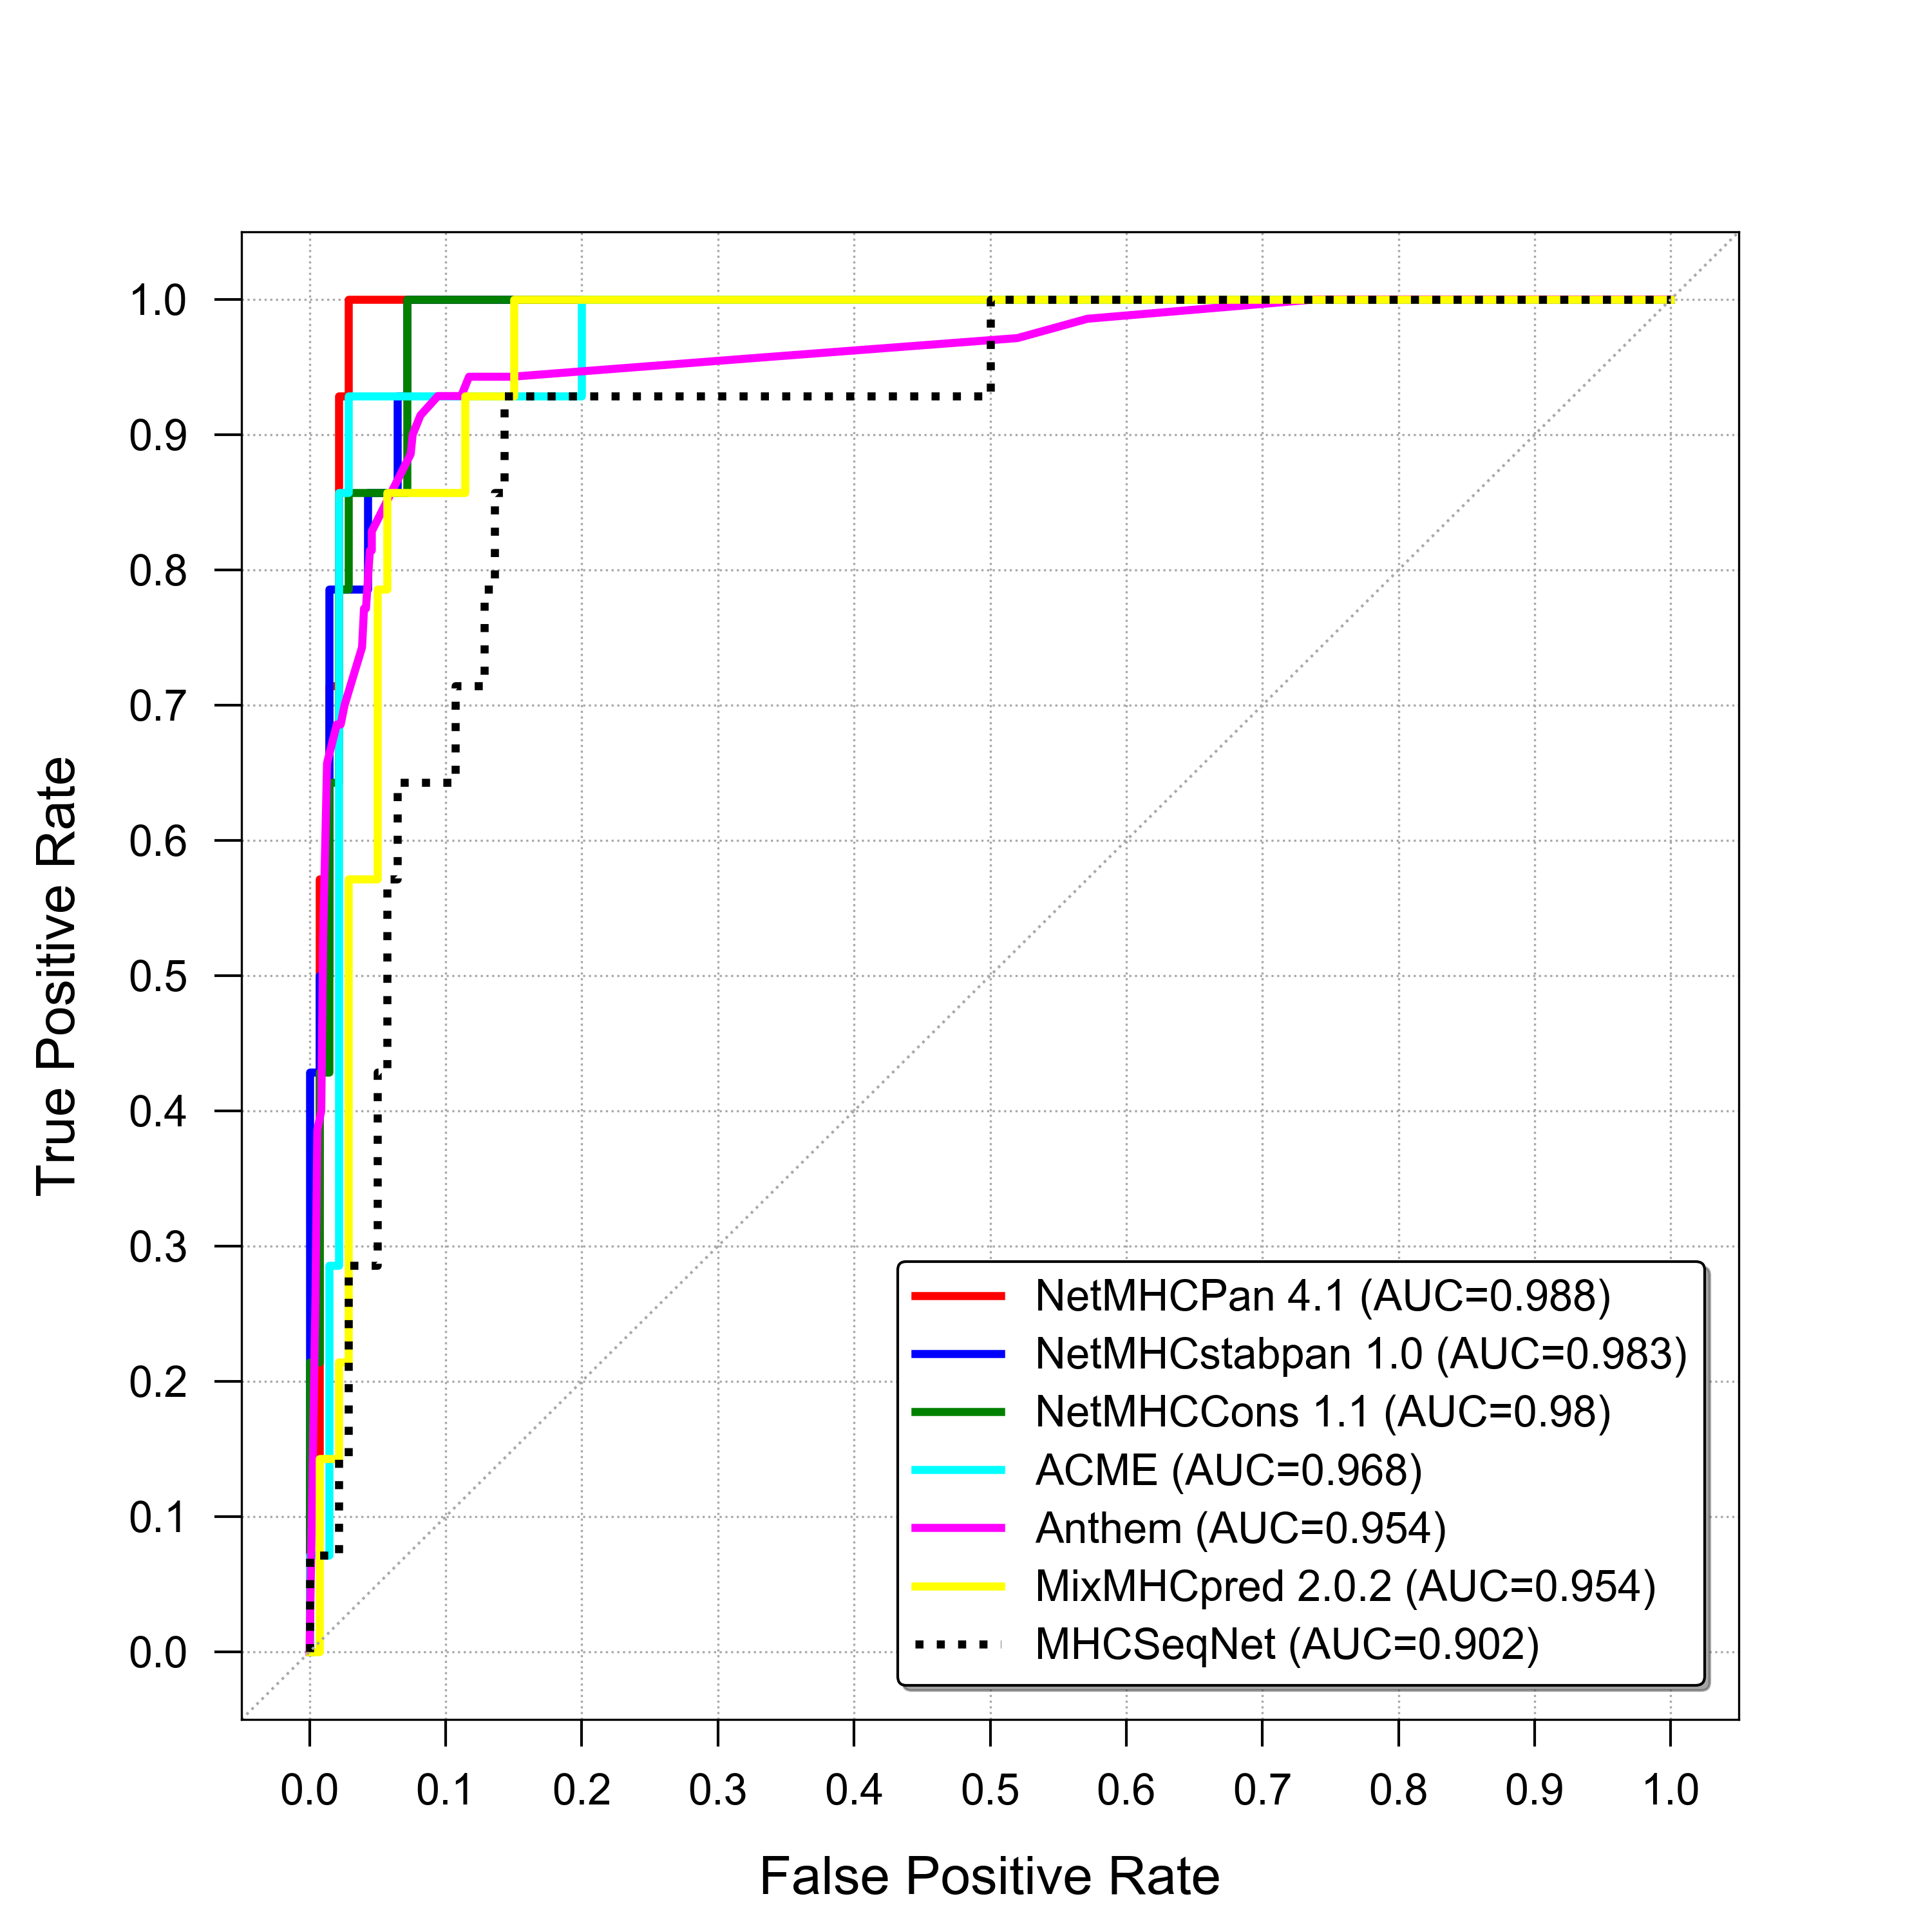 True Positive Rate
1.0
0.9
0.8
0.7
0.6
0.5
0.4
0.3
0.2
0.1
0.0
NetMHCPan 4.1 (AUC=0.988)
NetMHCstabpan 1.0 (AUC=0.983)
NetMHCCons 1.1 (AUC=0.98)
ACME (AUC=0.968)
Anthem (AUC=0.954)
MixMHCpred 2.0.2 (AUC=0.954)
MHCSeqNet (AUC=0.902)
0.0 0.1 0.2 0.3 0.4 0.5 0.6 0.7 0.8 0.9 1.0
False Positive Rate